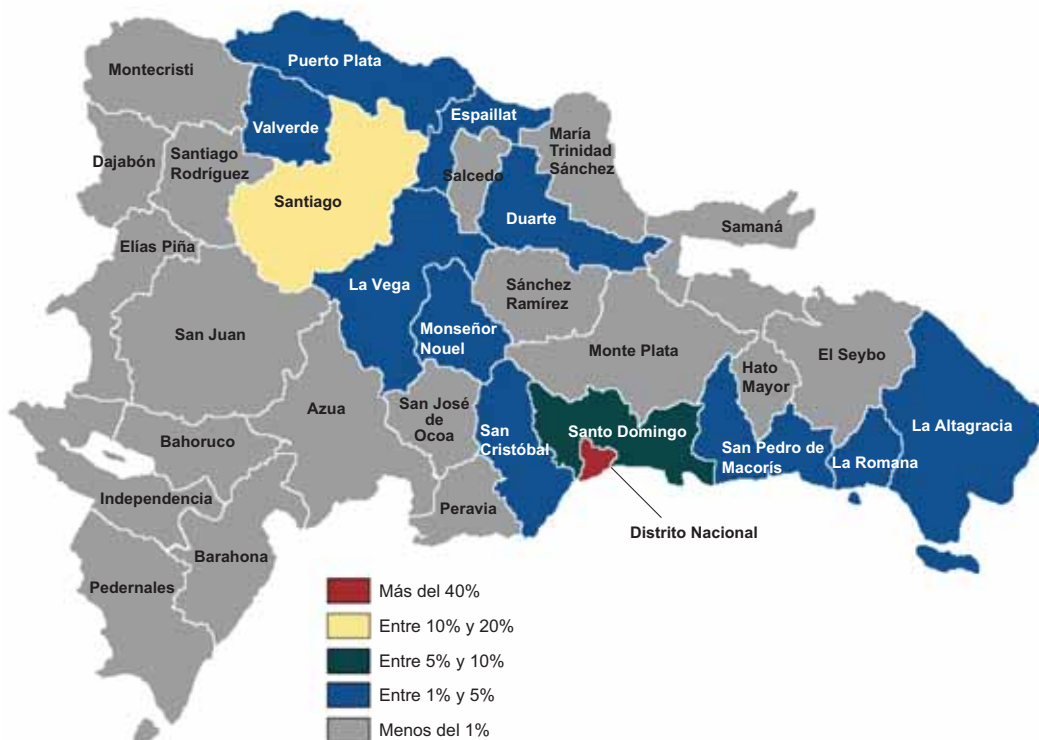 Puerto Plata
Montecristi
Espaillat
Valverde
María
Trinidad
Sánchez
Dajabón
Santiago
Rodríguez
Salcedo
Santiago
Duarte
Samaná
Elías Piña
La Vega
Sánchez
Ramírez
San Juan
Monseñor
Nouel
Monte Plata
El Seybo
Hato
Mayor
Azua
San José
de
Ocoa
San
Cristóbal
Santo Domingo
La Altagracia
Bahoruco
San Pedro de
Macorís
La Romana
Independencia
Peravia
Distrito Nacional
Barahona
Pedernales
Más del 40%
Entre 10% y 20%
Entre 5% y 10%
Entre 1% y 5%
Menos del 1%